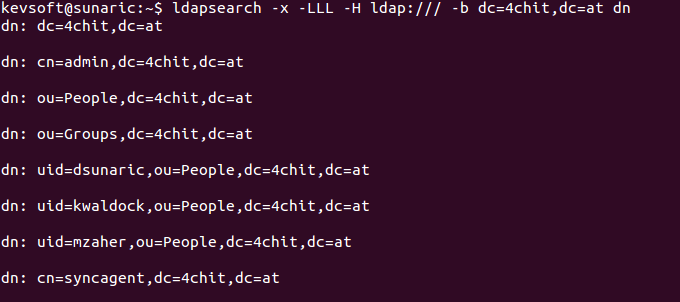 kevsoft@sunaric:~$ ldapsearch -x -LLL -H ldap:/// -b dc=4chit,dc=at dn
dn: dc=4chit,dc=at
dn: cn=admin,dc=4chit,dc=at
dn: ou=People,dc=4chit,dc=at
dn: ou=Groups,dc=4chit,dc=at
dn: uid=dsunaric,ou=People,dc=4chit,dc=at
dn: uid=kwaldock,ou=People,dc=4chit,dc=at
dn: uid=mzaher,ou=People,dc=4chit,dc=at
dn: cn=syncagent,dc=4chit,dc=at